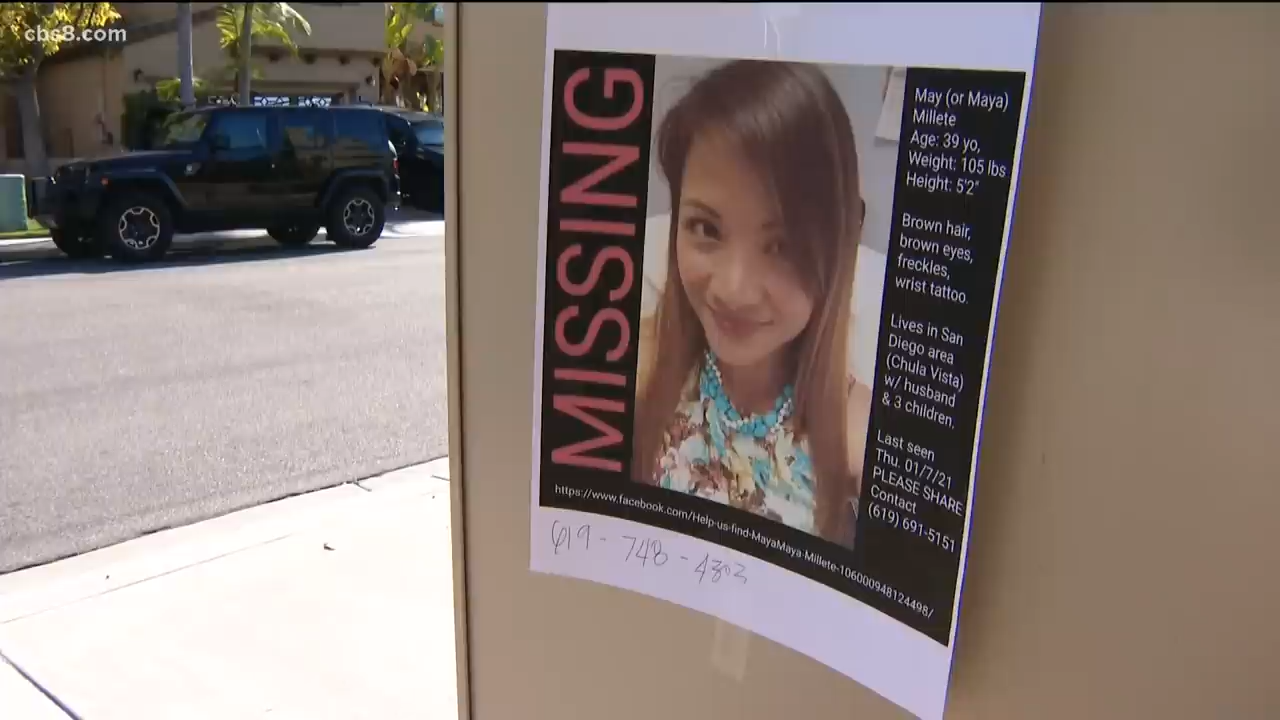 cbs8.com
MISSING
May (or Maya)
Millete
Age: 39 yo,
Weight: 105 lbs
Height: 5'2"
Brown hair,
brown eyes,
freckles,
wrist tattoo.
Lives in San
Diego area
(Chula Vista)
w/ husband
& 3 children.
Last seen
Thu. 01/7/21
PLEASE SHARE
Contact
(619) 691-5151
https://www.facebook.com/Help-us-find-MayaMaya-Millete-106000948124498/
619-748-4303